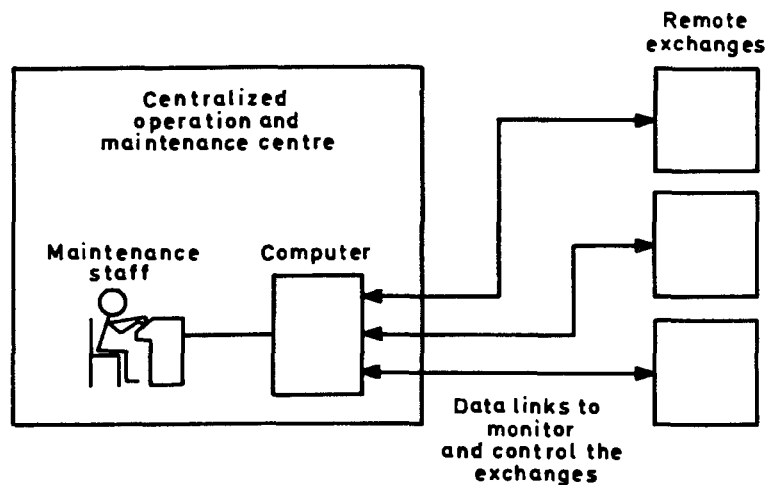 Remote
exchanges
Centralized
operation and
maintenance centre
Maintenance
staff
Computer
Data links to
monitor
and control the
exchanges